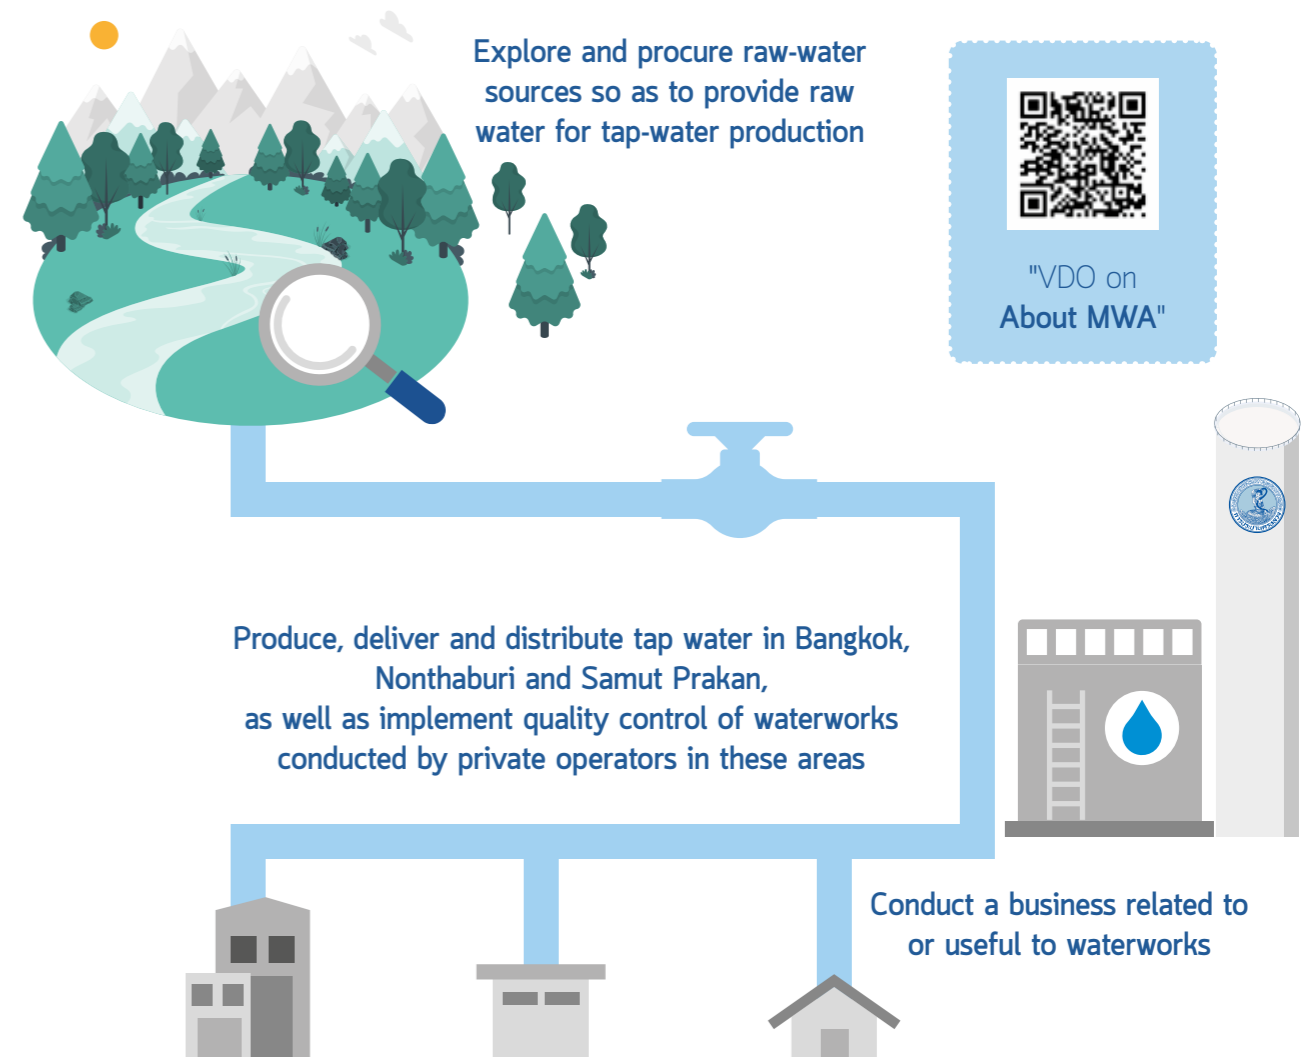 Explore and procure raw-water
sources so as to provide raw
water for tap-water production
"VDO on
About MWA"
Produce, deliver and distribute tap water in Bangkok,
Nonthaburi and Samut Prakan,
as well as implement quality control of waterworks
conducted by private operators in these areas
Conduct a business related to
or useful to waterworks